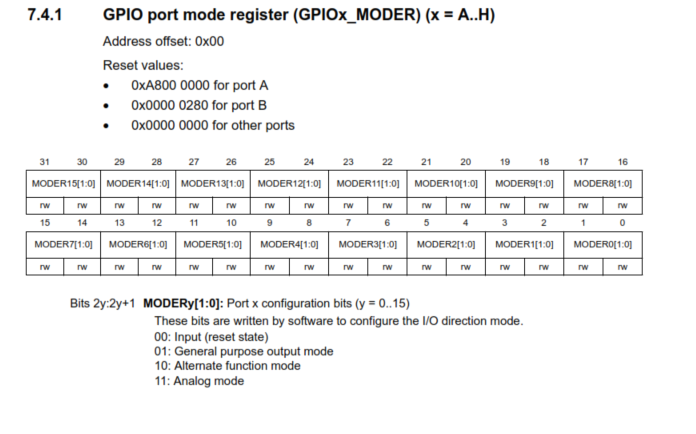 7.4.1 GPIO port mode register (GPIOx_MODER) (x = A..H)
Address offset: 0x00
Reset values:
• 0xA800 0000 for port A
• 0x0000 0280 for port B
• 0x0000 0000 for other ports
31 30 29 28 27 26 25 24 23 22 21 20 19 18 17 16
MODER15[1:0] MODER14[1:0] MODER13[1:0] MODER12[1:0] MODER11[1:0] MODER10[1:0] MODER9[1:0] MODER8[1:0]
rw rw rw rw rw rw rw rw rw rw rw rw rw rw rw rw
15 14 13 12 11 10 9 8 7 6 5 4 3 2 1 0
MODER7[1:0] MODER6[1:0] MODER5[1:0] MODER4[1:0] MODER3[1:0] MODER2[1:0] MODER1[1:0] MODER0[1:0]
rw rw rw rw rw rw rw rw rw rw rw rw rw rw rw rw
Bits 2y:2y+1 MODERy[1:0]: Port x configuration bits (y = 0..15)
These bits are written by software to configure the I/O direction mode.
00: Input (reset state)
01: General purpose output mode
10: Alternate function mode
11: Analog mode